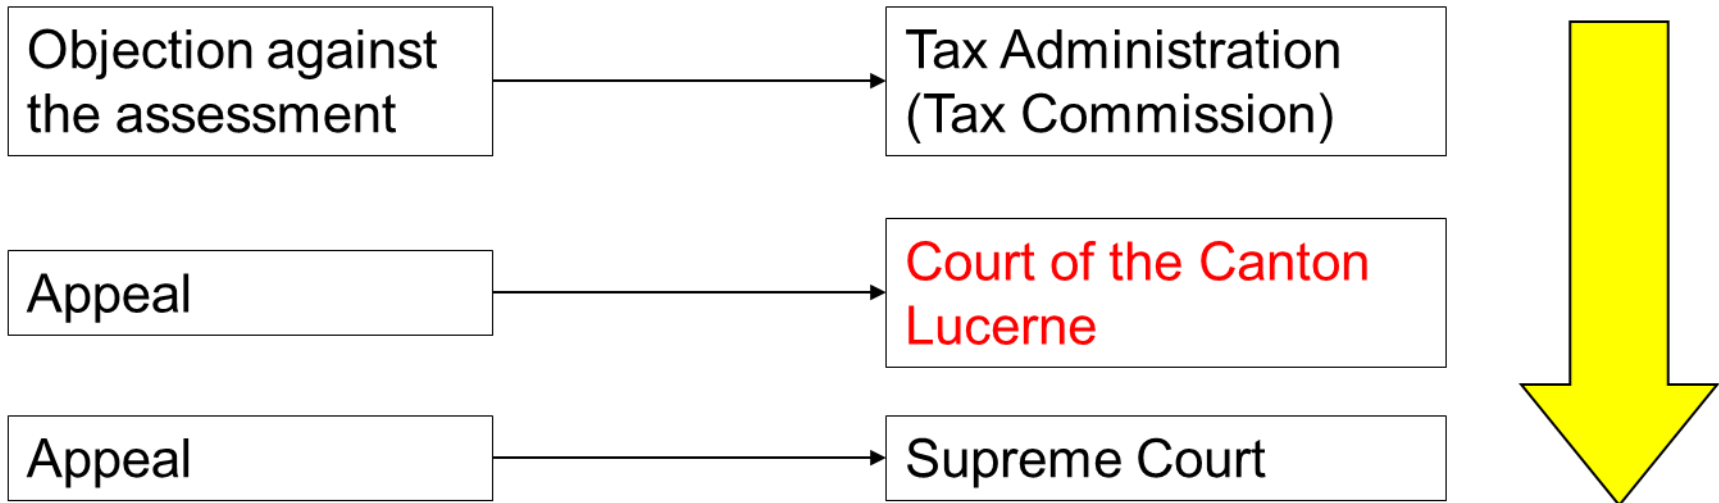 Objection against
the assessment
Tax Administration
(Tax Commission)
Appeal
Court of the Canton
Lucerne
Appeal
Supreme Court